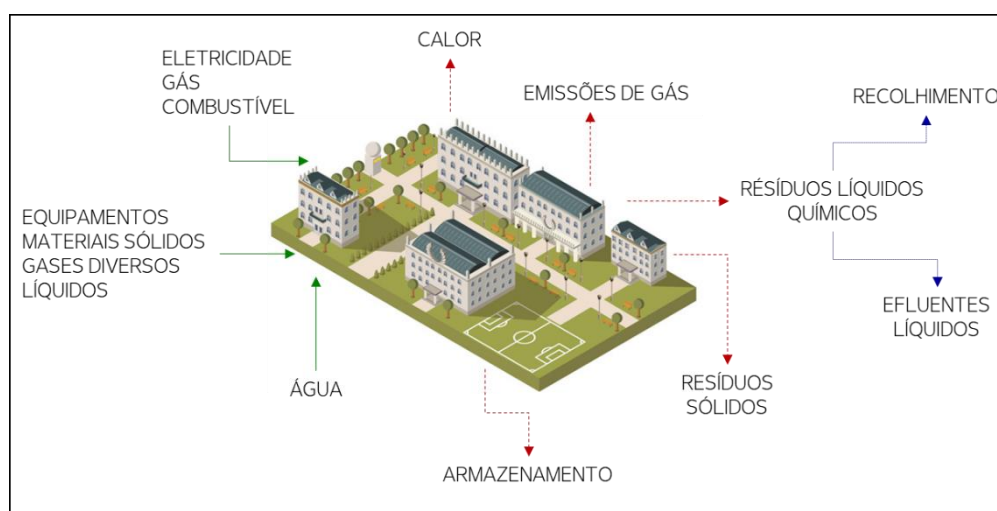 CALOR
ELETRICIDADE
GÁS
COMBUSTÍVEL
EMISSÕES DE GÁS
RECOLHIMENTO
RÉSÍDUOS LÍQUIDOS
QUÍMICOS
EQUIPAMENTOS
MATERIAIS SÓLIDOS
GASES DIVERSOS
LÍQUIDOS
EFLUENTES
LÍQUIDOS
ÁGUA
RESÍDUOS
SÓLIDOS
ARMAZENAMENTO